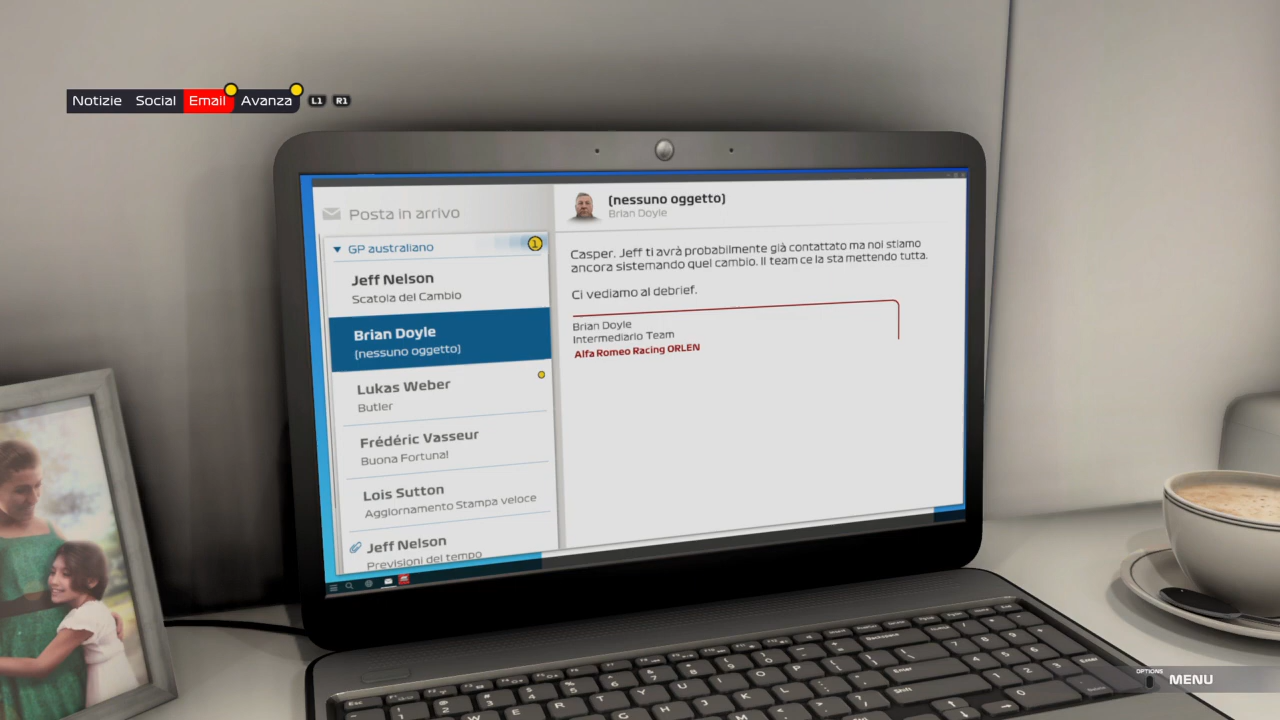 Notizie Social Email Avanza L1 R1
Posta in arrivo
GP australiano 1
Jeff Nelson
Scatola del Cambio
Brian Doyle
(nessuno oggetto)
Lukas Weber
Butler
Frédéric Vasseur
Buona Fortuna!
Lois Sutton
Aggiornamento Stampa veloce
Jeff Nelson
Previsioni del tempo
(nessuno oggetto)
Brian Doyle
Casper. Jeff ti avrà probabilmente già contattato ma noi stiamo
ancora sistemando quel cambio. Il team ce la sta mettendo tutta.
Ci vediamo al debrief.
Brian Doyle
Intermediario Team
Alfa Romeo Racing ORLEN
OPTIONS
MENU